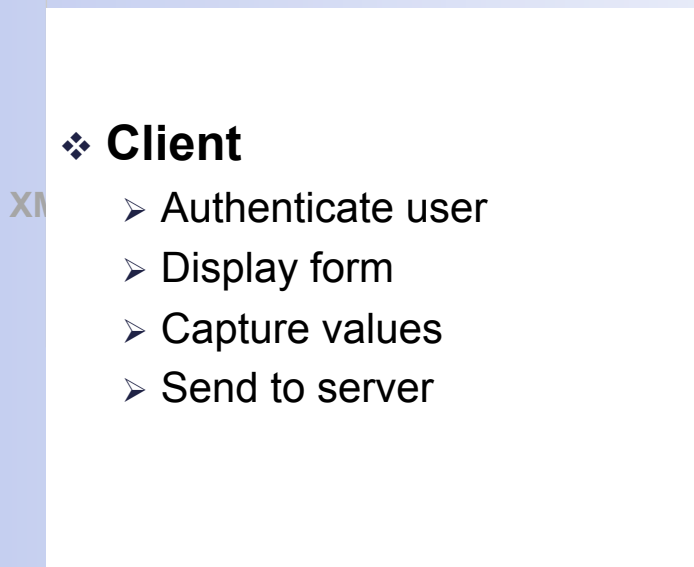 Client
Authenticate user
Display form
Capture values
Send to server